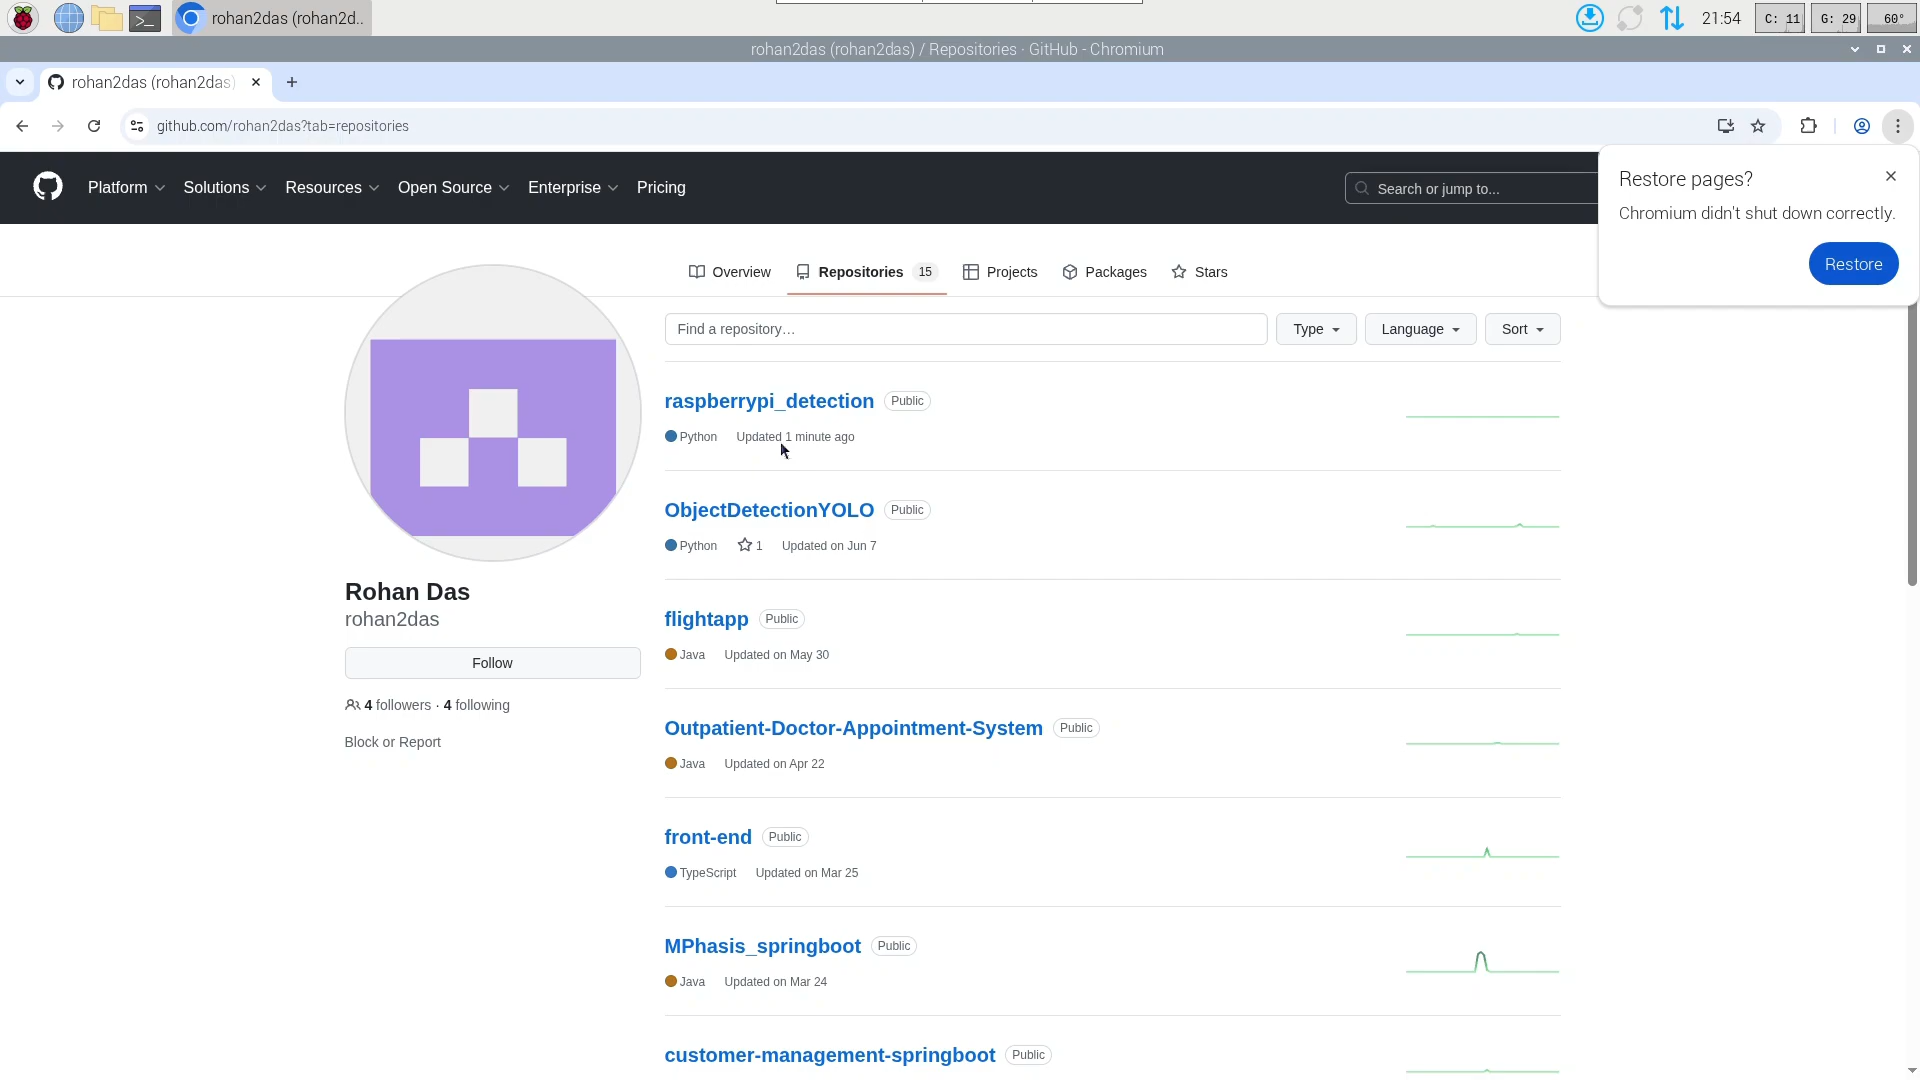 rohan2das (rohan2d..
21:54
C: 11
G: 29
60°
rohan2das (rohan2das) / Repositories · GitHub - Chromium
rohan2das (rohan2das)
github.com/rohan2das?tab=repositories
Platform
Solutions
Resources
Open Source
Enterprise
Pricing
Search or jump to...
Restore pages?
Chromium didn't shut down correctly.
Restore
Overview
Repositories 15
Projects
Packages
Stars
Find a repository…
Type
Language
Sort
raspberrypi_detection Public
Python Updated 1 minute ago
ObjectDetectionYOLO Public
Python 1 Updated on Jun 7
Rohan Das
rohan2das
Follow
4 followers · 4 following
Block or Report
flightapp Public
Java Updated on May 30
Outpatient-Doctor-Appointment-System Public
Java Updated on Apr 22
front-end Public
TypeScript Updated on Mar 25
MPhasis_springboot Public
Java Updated on Mar 24
customer-management-springboot Public